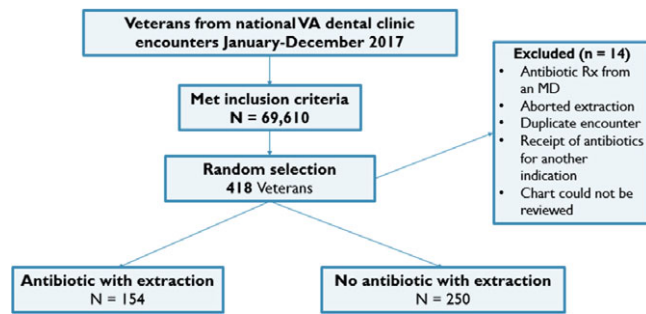 Veterans from national VA dental clinic
encounters January-December 2017
Met inclusion criteria
N = 69,610
Random selection
418 Veterans
Excluded (n = 14)
• Antibiotic Rx from
an MD
• Aborted extraction
• Duplicate encounter
• Receipt of antibiotics
for another
indication
• Chart could not be
reviewed
Antibiotic with extraction
N = 154
No antibiotic with extraction
N = 250